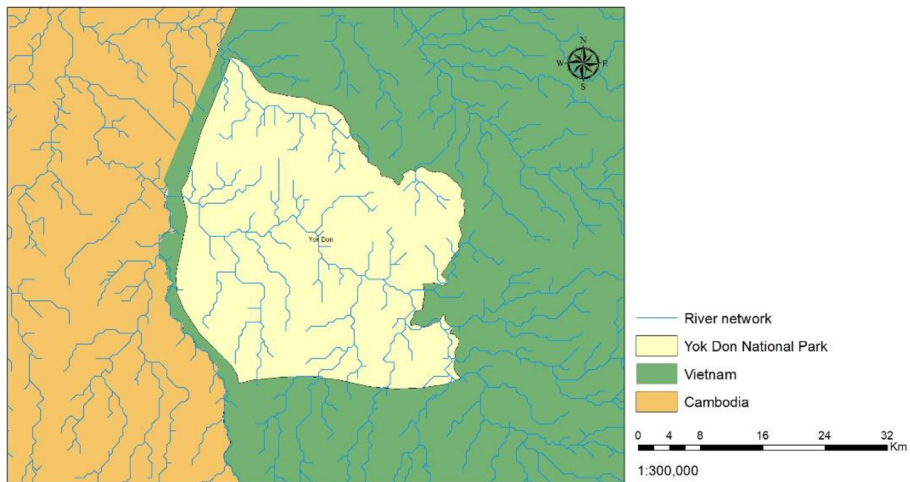 N
W E
S
Yok Don
River network
Yok Don National Park
Vietnam
Cambodia
0 4 8 16 24 32
Km
1:300,000